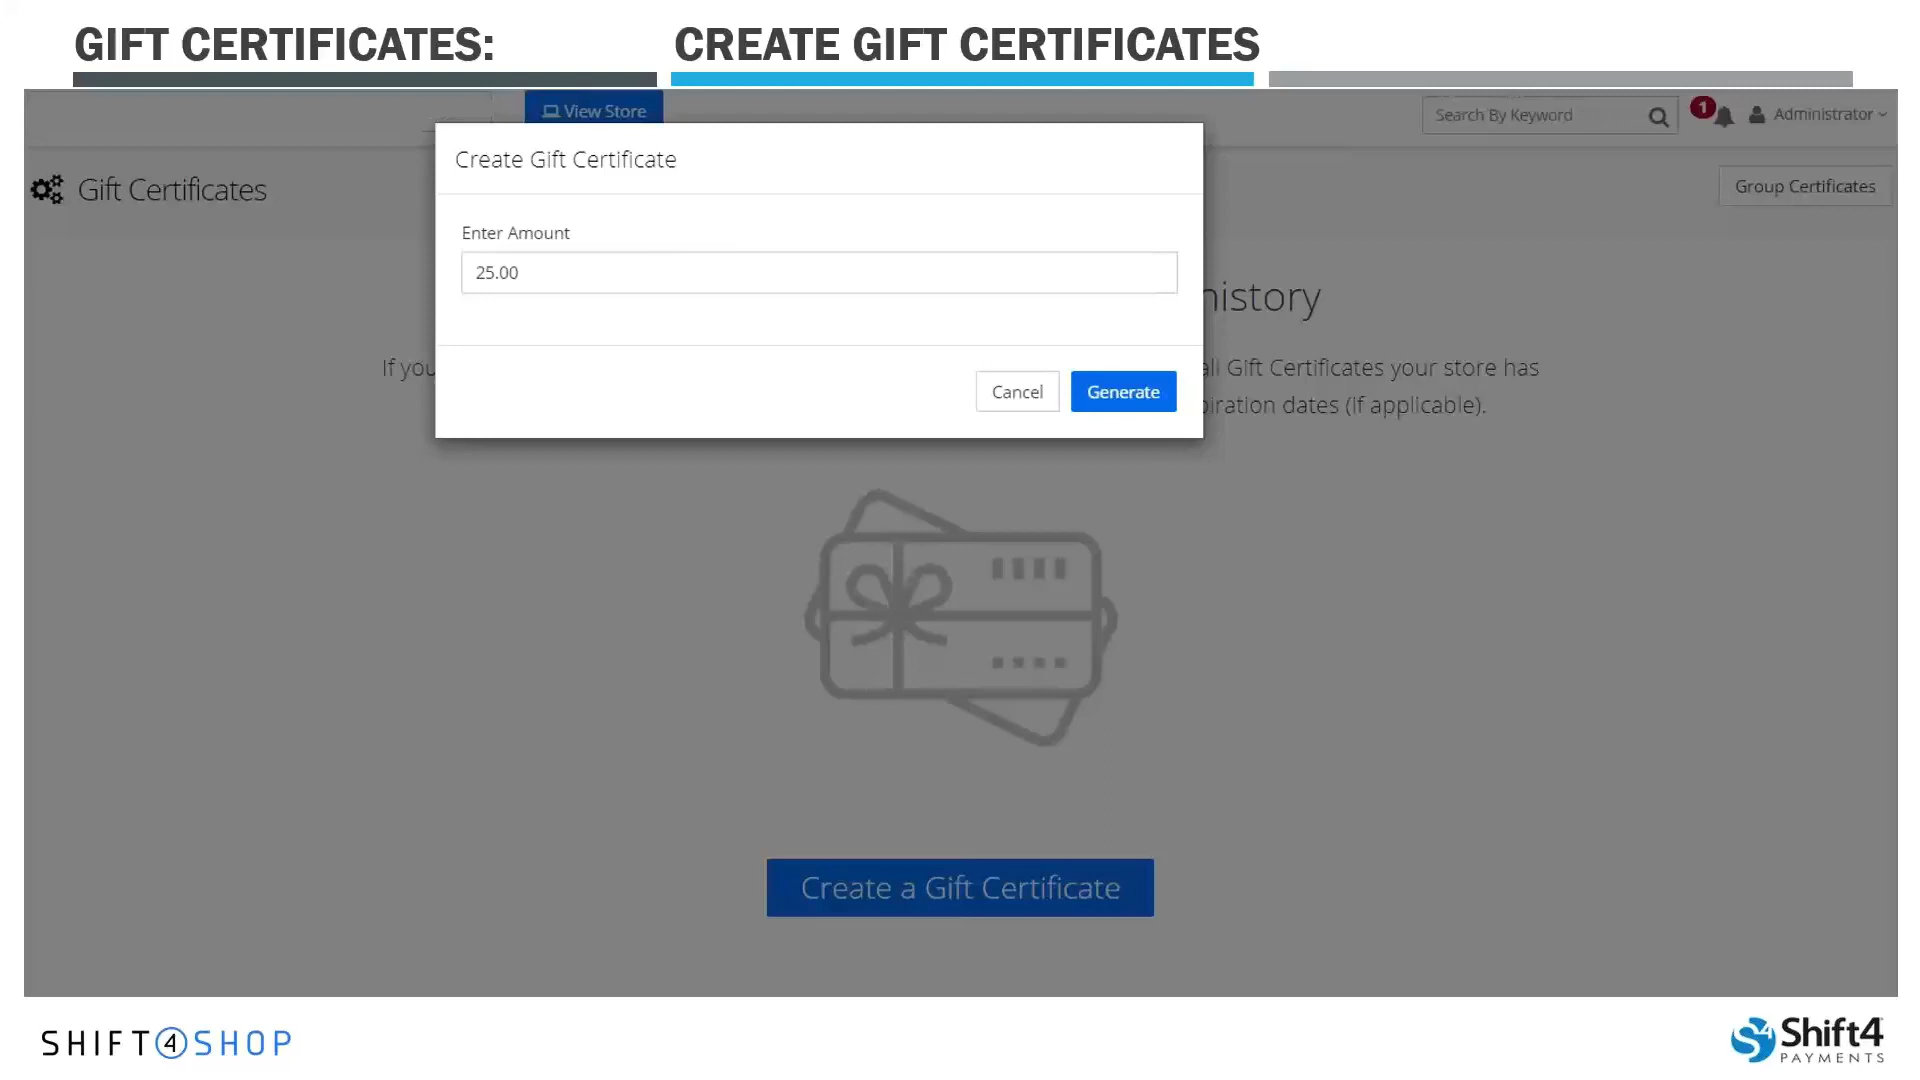 GIFT CERTIFICATES: CREATE GIFT CERTIFICATES
View Store
Search By Keyword
1
Administrator
Create Gift Certificate
Gift Certificates
Group Certificates
Enter Amount
25.00
history
If you
all Gift Certificates your store has
Cancel
Generate
dates (if applicable).
Create a Gift Certificate
SHIFT4SHOP
Shift4
PAYMENTS